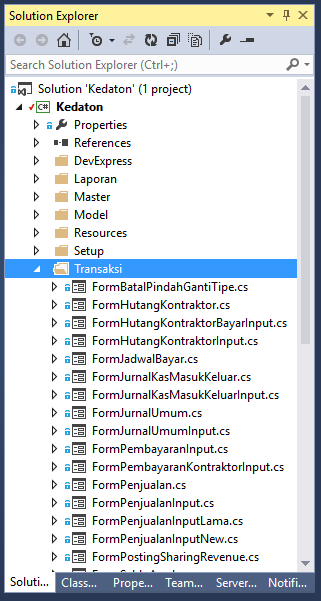 Solution Explorer
Search Solution Explorer (Ctrl+;)
Solution 'Kedaton' (1 project)
C# Kedaton
Properties
References
DevExpress
Laporan
Master
Model
Resources
Setup
Transaksi
FormBatalPindahGantiTipe.cs
FormHutangKontraktor.cs
FormHutangKontraktorBayarInput.cs
FormHutangKontraktorInput.cs
FormJadwalBayar.cs
FormJurnalKasMasukKeluar.cs
FormJurnalKasMasukKeluarInput.cs
FormJurnalUmum.cs
FormJurnalUmumInput.cs
FormPembayaranInput.cs
FormPembayaranKontraktorInput.cs
FormPenjualan.cs
FormPenjualanInput.cs
FormPenjualanInputLama.cs
FormPenjualanInputNew.cs
FormPostingSharingRevenue.cs
Soluti... Class... Prope... Team... Server... Notifi...